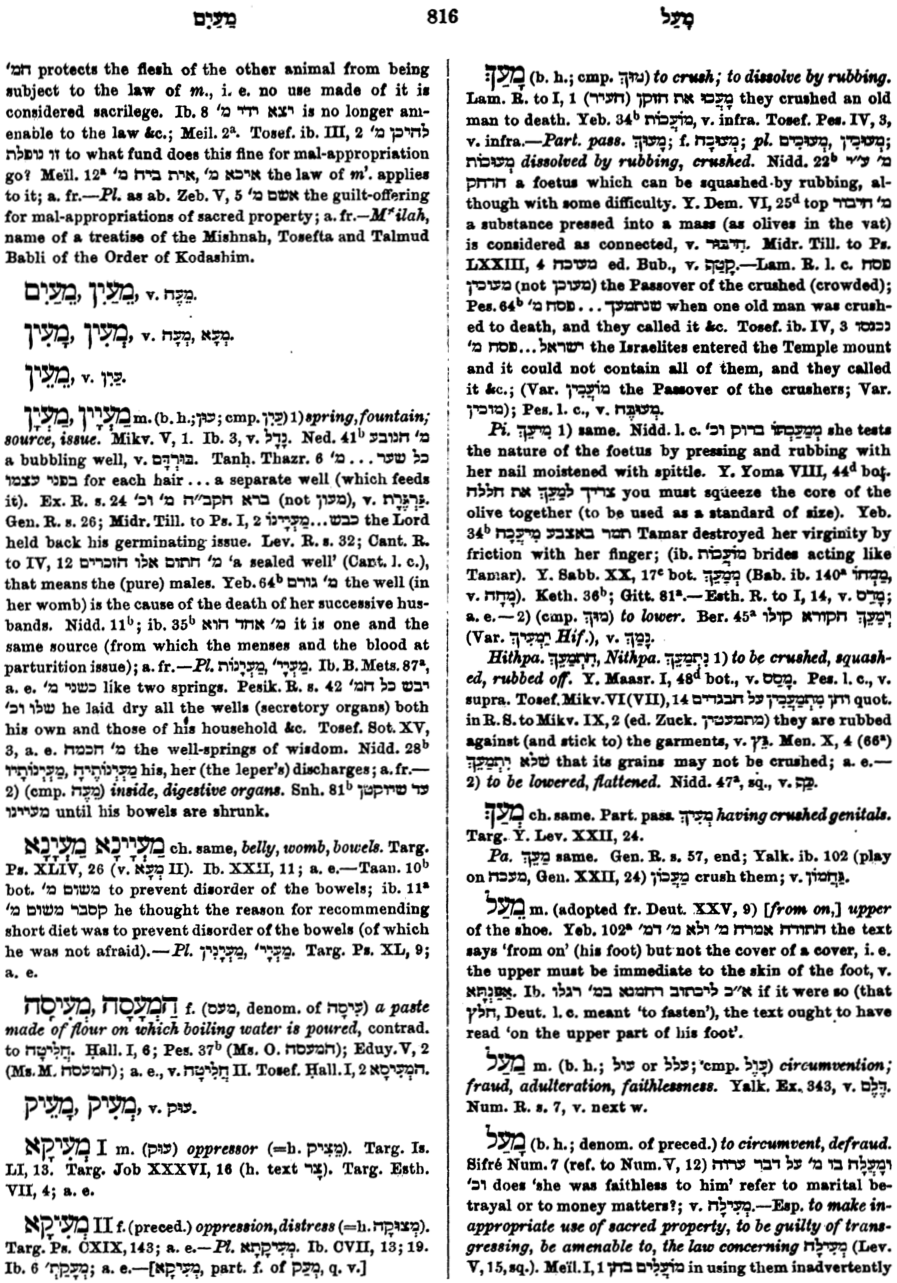 מַעַיִם 816 מָעַל
חמ' protects the flesh of the other animal from being
subject to the law of m., i. e. no use made of it is
considered sacrilege. Ib. 8 יצא ידי מ' is no longer am-
enable to the law &c.; Meil. 2ª. Tosef. ib. III, 2 להיכן מ'
זו נופלת to what fund does this fine for mal-appropriation
go? Meïl. 12ª איכא מ', אית ביה מ' the law of m'. applies
to it; a. fr.—Pl. as ab. Zeb. V, 5 אשם מ' the guilt-offering
for mal-appropriations of sacred property; a. fr.—Mᵉ‘ilah,
name of a treatise of the Mishnah, Tosefta and Talmud
Babli of the Order of Kodashim.
מֵעַיִן, מֵעַיִם, v. מֵעָה.
מְעִין, מָעִין, v. מְעָא, מְעָה, מָעָה.
מֵעֵין, v. עַיִן.
מַעְיָין, מַעְיָן m. (b. h.; עון; cmp. עַיִן) 1) spring, fountain;
source, issue. Mikv. V, 1. Ib. 3, v. נָדָל. Ned. 41ᵇ מ' הנובע
a bubbling well, v. בּוּרְדָּם. Tanḥ. Thazr. 6 כל שער ... מ'
בפני עצמו for each hair ... a separate well (which feeds
it). Ex. R. s. 24 ברא הקב״ה מ' וכ' (not מעון), v. גַּרְגֶּרֶת.
Gen. R. s. 26; Midr. Till. to Ps. I, 2 כבש...מַעְיָינוֹ the Lord
held back his germinating issue. Lev. R. s. 32; Cant. R.
to IV, 12 מ' חתום אלו הזכרים 'a sealed well' (Cant. l. c.),
that means the (pure) males. Yeb. 64ᵇ מ' גורם the well (in
her womb) is the cause of the death of her successive hus-
bands. Nidd. 11ᵇ; ib. 35ᵇ מ' אחד הוא it is one and the
same source (from which the menses and the blood at
parturition issue); a. fr.—Pl. מַעְיָי', מַעְיָנוֹת. Ib. B. Mets. 87ª,
a. e. כשני מ' like two springs. Pesik. R. s. 42 יבש כל המ'
שלו וכ' he laid dry all the wells (secretory organs) both
his own and those of his household &c. Tosef. Sot. XV,
3, a. e. מ' חכמה the well-springs of wisdom. Nidd. 28ᵇ
מַעְיְנוֹתֶיהָ, מַעְיְנוֹתָיו his, her (the leper's) discharges; a. fr.—
2) (cmp. מֵעָה) inside, digestive organs. Snh. 81ᵇ עד שיוקטן
מעיינו until his bowels are shrunk.
מַעְיָינָא, מַעְיָנָא ch. same, belly, womb, bowels. Targ.
Ps. XLIV, 26 (v. מְעָא II). Ib. XXII, 11; a. e.—Taan. 10ᵇ
bot. משום מ' to prevent disorder of the bowels; ib. 11ª
קסבר משום מ' he thought the reason for recommending
short diet was to prevent disorder of the bowels (of which
he was not afraid).—Pl. מַעְיָי', מַעְיָנִין. Targ. Ps. XL, 9;
a. e.
מְעִיסָה, הַמְעָסָה f. (מעס, denom. of עִיסָה) a paste
made of flour on which boiling water is poured, contrad.
to חֲלִיטָה. Ḥall. I, 6; Pes. 37ᵇ (Ms. O. המעסה); Eduy. V, 2
(Ms. M. המעסה); a. e., v. חֲלִיטָה II. Tosef. Ḥall. I, 2 המְעִיסָא.
מֵעִיק, מָעִיק, v. עוּק.
מְעִיקָא I m. (עוּק) oppressor (=h. מֵצִיק). Targ. Is.
LI, 13. Targ. Job XXXVI, 16 (h. text צָר). Targ. Esth.
VII, 4; a. e.
מְעִיקָא II f. (preced.) oppression, distress (=h. מְצוּקָה).
Targ. Ps. CXIX, 143; a. e.—Pl. מְעִיקָתָא. Ib. CVII, 13; 19.
Ib. 6 מְעָקַת'; a. e.—[מְעִיקָא, part. f. of מְעַק, q. v.]
מָעַךְ (b. h.; cmp. מוּךְ) to crush; to dissolve by rubbing.
Lam. R. to I, 1 (העיר) מָעֲכוּ את הזקן they crushed an old
man to death. Yeb. 34ᵇ מוֹעֲכוֹת, v. infra. Tosef. Pes. IV, 3,
v. infra.—Part. pass. מָעוּךְ; f. מְעוּכָה; pl. מְעוּכִים, מְעוּכִין;
מְעוּכוֹת dissolved by rubbing, crushed. Nidd. 22ᵇ מ' ע״י
הדחק a foetus which can be squashed by rubbing, al-
though with some difficulty. Y. Dem. VI, 25ᵈ top מ' חיבור
a substance pressed into a mass (as olives in the vat)
is considered as connected, v. חִיבּוּר. Midr. Till. to Ps.
LXXIII, 4 מעוכה ed. Bub., v. קָטַף.—Lam. R. l. c. פסח
מעוכין (not מעוכן) the Passover of the crushed (crowded);
Pes. 64ᵇ שנתמעך ... פסח מ' when one old man was crush-
ed to death, and they called it &c. Tosef. ib. IV, 3 נכנסו
ישראל...פסח מ' the Israelites entered the Temple mount
and it could not contain all of them, and they called
it &c.; (Var. מוֹעֲכִין the Passover of the crushers; Var.
מוכין); Pes. l. c., v. מְעוּבֶּה.
Pi. מִיעֵךְ 1) same. Nidd. l. c. מְמַעַכְתּוֹ ברוק וכ' she tests
the nature of the foetus by pressing and rubbing with
her nail moistened with spittle. Y. Yoma VIII, 44ᵈ bot.
צריך לְמַעֵךְ את חללה you must squeeze the core of the
olive together (to be used as a standard of size). Yeb.
34ᵇ תמר באצבע מִיעֲכָה Tamar destroyed her virginity by
friction with her finger; (ib. מוֹעֲכוֹת brides acting like
Tamar). Y. Sabb. XX, 17ᶜ bot. מְמַעֵךְ (Bab. ib. 140ª מְמַחוֹ,
v. מָחָה). Keth. 36ᵇ; Gitt. 81ª.—Esth. R. to I, 14, v. מָרַס;
a. e.—2) (cmp. מוּךְ) to lower. Ber. 45ª יְמַעֵךְ הקורא קולו
(Var. יַמְעִיךְ Hif.), v. נָמַךְ.
Hithpa. הִתְמַעֵךְ, Nithpa. נִתְמַעֵךְ 1) to be crushed, squash-
ed, rubbed off. Y. Maasr. I, 48ᵈ bot., v. מָסַס. Pes. l. c., v.
supra. Tosef. Mikv. VI (VII), 14 והן מִתְמַעֲכִין על הבגדים quot.
in R. S. to Mikv. IX, 2 (ed. Zuck. מתמעטין) they are rubbed
against (and stick to) the garments, v. גֵּץ. Men. X, 4 (66ª)
שלא יִתְמַעֵךְ that its grains may not be crushed; a. e.—
2) to be lowered, flattened. Nidd. 47ª, sq., v. כַּף.
מְעַךְ ch. same. Part. pass. מְעִיךְ having crushed genitals.
Targ. Y. Lev. XXII, 24.
Pa. מַעֵךְ same. Gen. R. s. 57, end; Yalk. ib. 102 (play
on מעכה, Gen. XXII, 24) מַעֲכוּן crush them; v. גַּחֲמוּן.
מֵעַל m. (adopted fr. Deut. XXV, 9) [from on,] upper
of the shoe. Yeb. 102ª התורה אמרה מ' ולא מ' דמ' the text
says 'from on' (his foot) but not the cover of a cover, i. e.
the upper must be immediate to the skin of the foot, v.
אַפַּנְתָּא. Ib. א״כ ליכתוב רחמנא במ' רגלו if it were so (that
חלץ, Deut. l. c. meant 'to fasten'), the text ought to have
read 'on the upper part of his foot'.
מַעַל m. (b. h.; עול or עלל; cmp. עָוֶל) circumvention;
fraud, adulteration, faithlessness. Yalk. Ex. 343, v. דֶּלֶם.
Num. R. s. 7, v. next w.
מָעַל (b. h.; denom. of preced.) to circumvent, defraud.
Sifré Num. 7 (ref. to Num. V, 12) וּמָעֲלָה בו מ' על דבר ערוה
וכ' does 'she was faithless to him' refer to marital be-
trayal or to money matters?; v. מְעִילָה.—Esp. to make in-
appropriate use of sacred property, to be guilty of trans-
gressing, be amenable to, the law concerning מְעִילָה (Lev.
V, 15, sq.). Meïl. I, 1 מוֹעֲלִים בהן in using them inadvertently